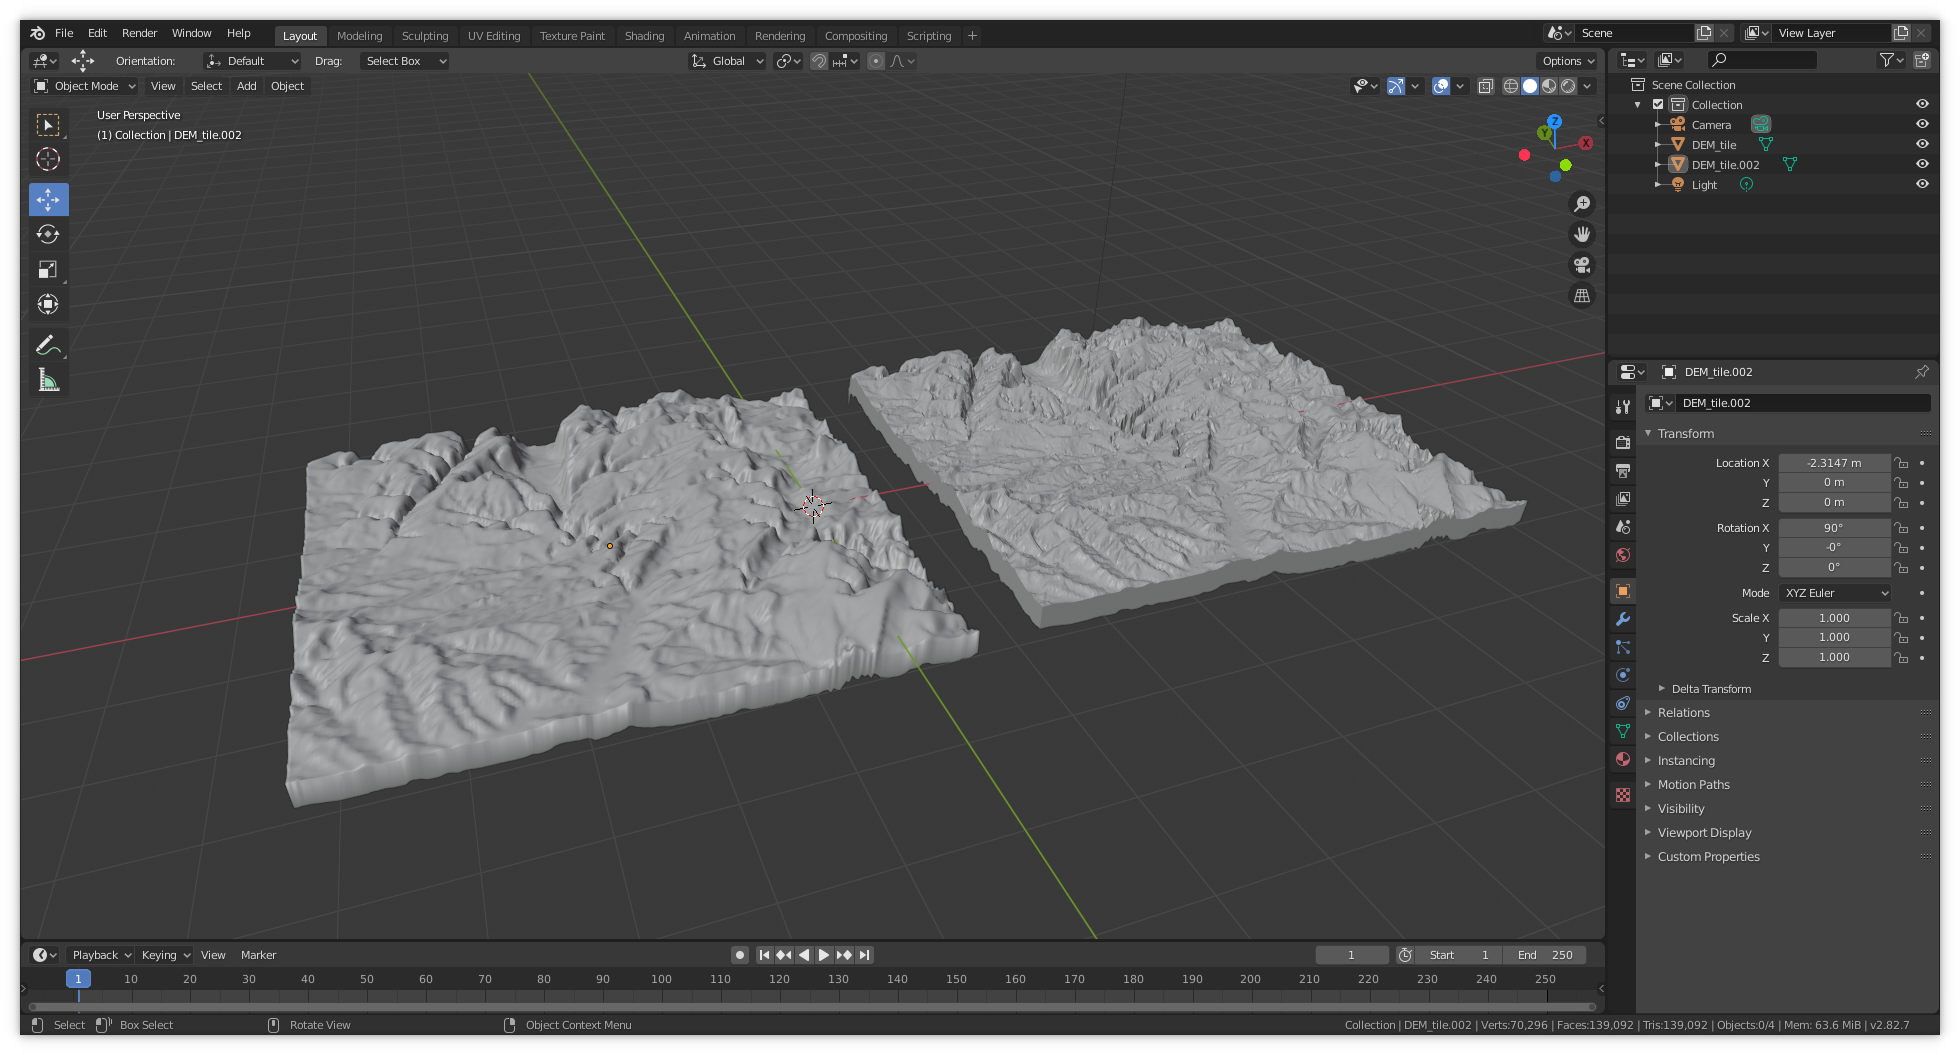 File Edit Render Window Help Layout Modeling Sculpting UV Editing Texture Paint Shading Animation Rendering Compositing Scripting + Scene View Layer
Orientation: Default Drag: Select Box Global Options
Object Mode View Select Add Object
User Perspective
(1) Collection | DEM_tile.002
Z
Y
X
Scene Collection
Collection
Camera
DEM_tile
DEM_tile.002
Light
DEM_tile.002
DEM_tile.002
Transform
Location X -2.3147 m
Y 0 m
Z 0 m
Rotation X 90°
Y -0°
Z 0°
Mode XYZ Euler
Scale X 1.000
Y 1.000
Z 1.000
Delta Transform
Relations
Collections
Instancing
Motion Paths
Visibility
Viewport Display
Custom Properties
Playback Keying View Marker 1 Start 1 End 250
1 10 20 30 40 50 60 70 80 90 100 110 120 130 140 150 160 170 180 190 200 210 220 230 240 250
Select Box Select Rotate View Object Context Menu Collection | DEM_tile.002 | Verts:70,296 | Faces:139,092 | Tris:139,092 | Objects:0/4 | Mem: 63.6 MiB | v2.82.7